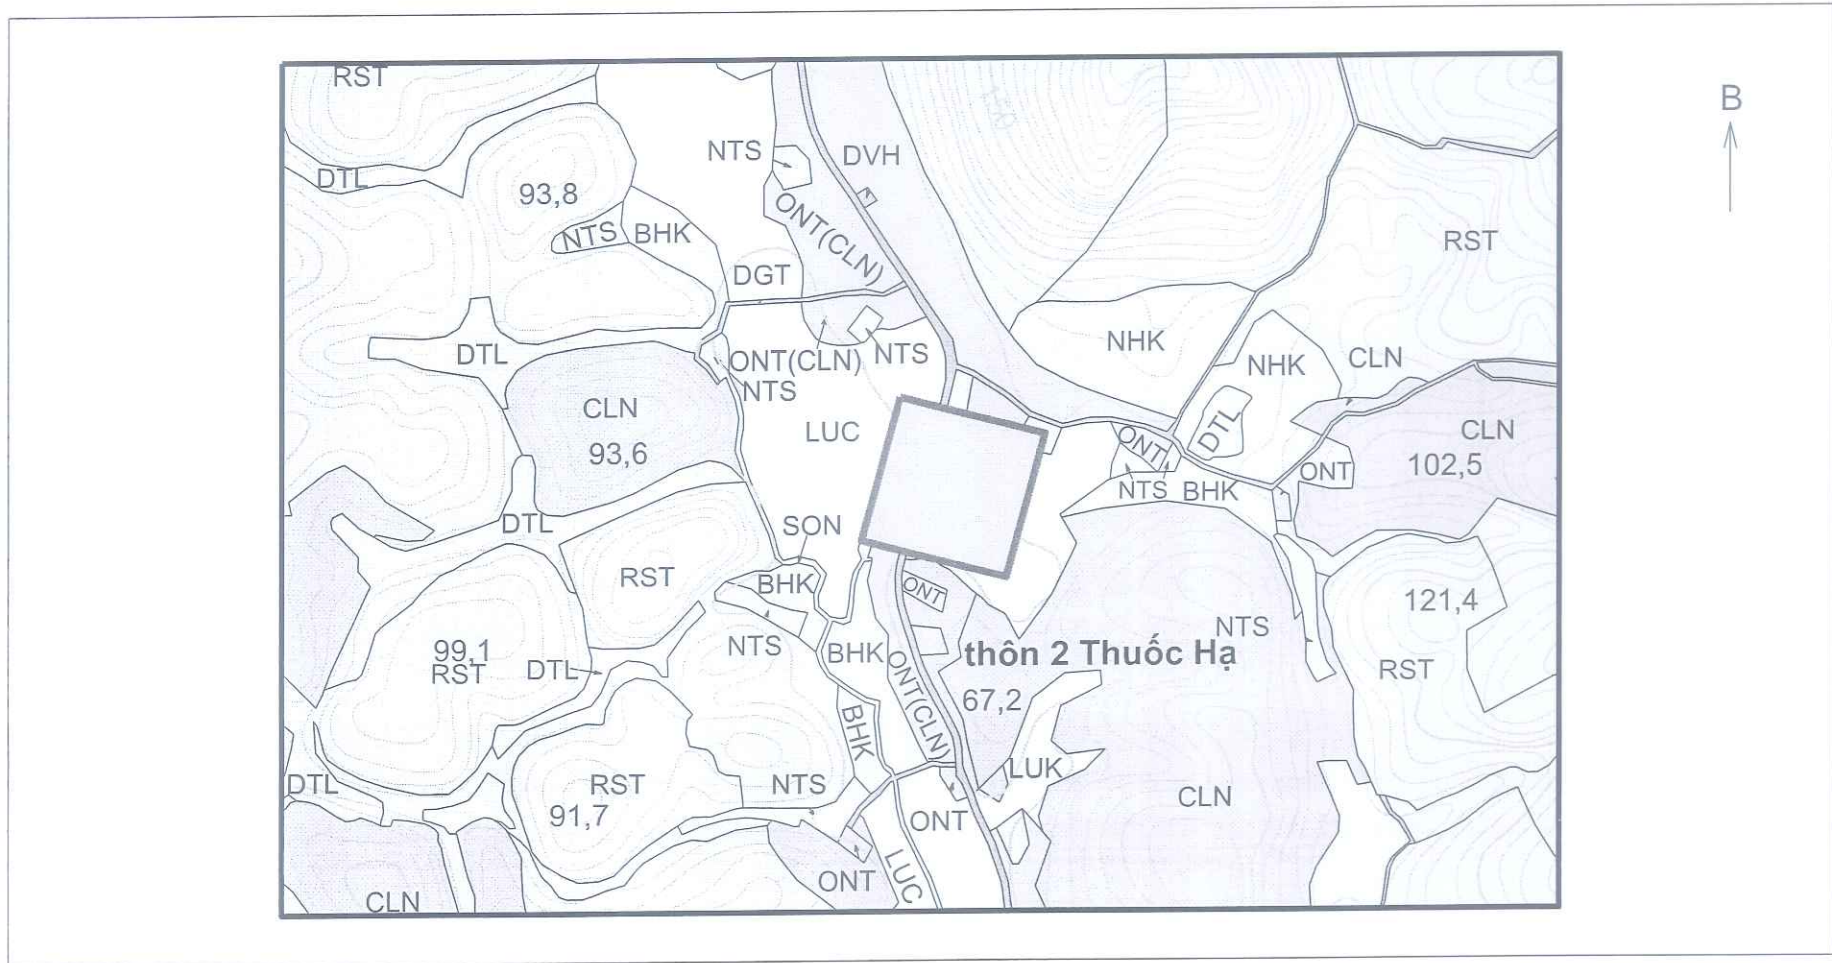 RST
B
NTS
DVH
DTL
93,8
ONT(CLN)
NTS
BHK
RST
DGT
NHK
DTL
ONT(CLN)
NTS
NHK
CLN
NTS
CLN
LUC
DTL
ONT
CLN
93,6
102,5
ONT
NTS
BHK
DTL
SON
RST
BHK
ONT
121,4
NTS
99,1
RST
DTL
NTS
BHK
ONT(CLN)
thôn 2 Thuốc Hạ
RST
67,2
BHK
DTL
RST
NTS
LUK
CLN
91,7
ONT
ONT
LUC
CLN